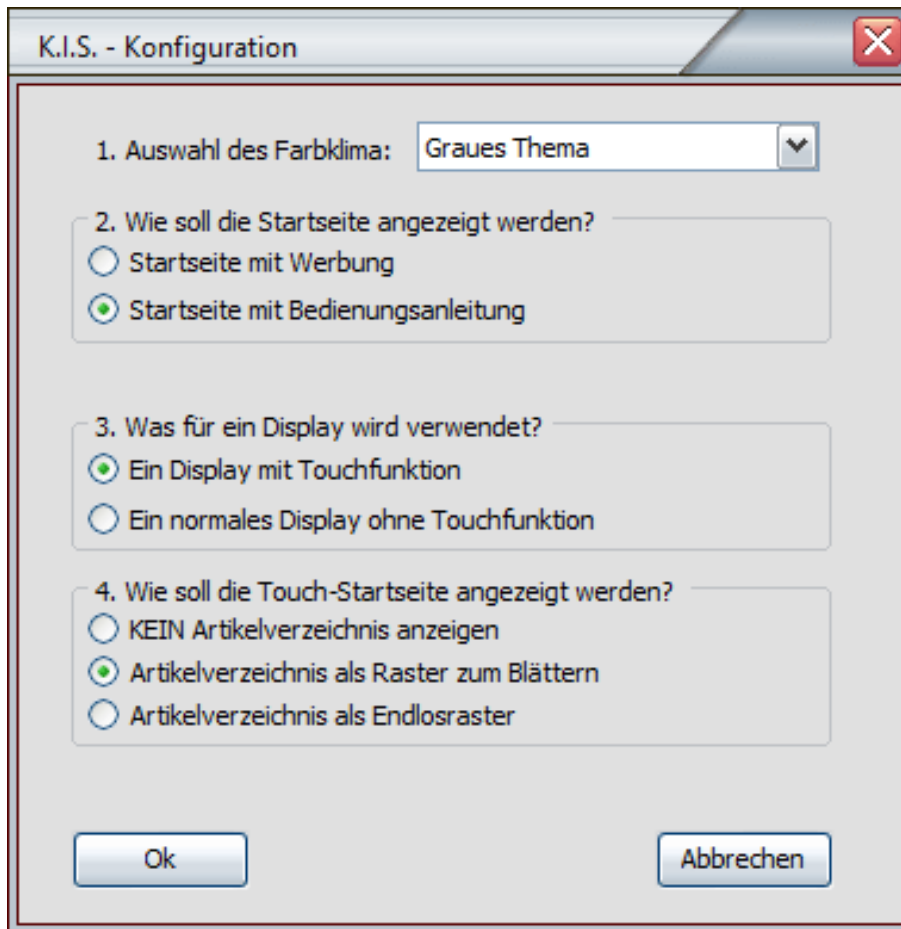 K.I.S. - Konfiguration
1. Auswahl des Farbklima: Graues Thema
2. Wie soll die Startseite angezeigt werden?
Startseite mit Werbung
Startseite mit Bedienungsanleitung
3. Was für ein Display wird verwendet?
Ein Display mit Touchfunktion
Ein normales Display ohne Touchfunktion
4. Wie soll die Touch-Startseite angezeigt werden?
KEIN Artikelverzeichnis anzeigen
Artikelverzeichnis als Raster zum Blättern
Artikelverzeichnis als Endlosraster
Ok Abbrechen